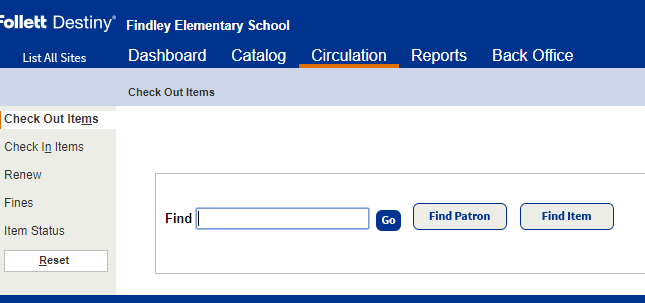 Follett Destiny® Findley Elementary School
List All Sites
Dashboard Catalog Circulation Reports Back Office
Check Out Items
Check Out Items
Check In Items
Renew
Fines
Item Status
Reset
Find Go Find Patron Find Item